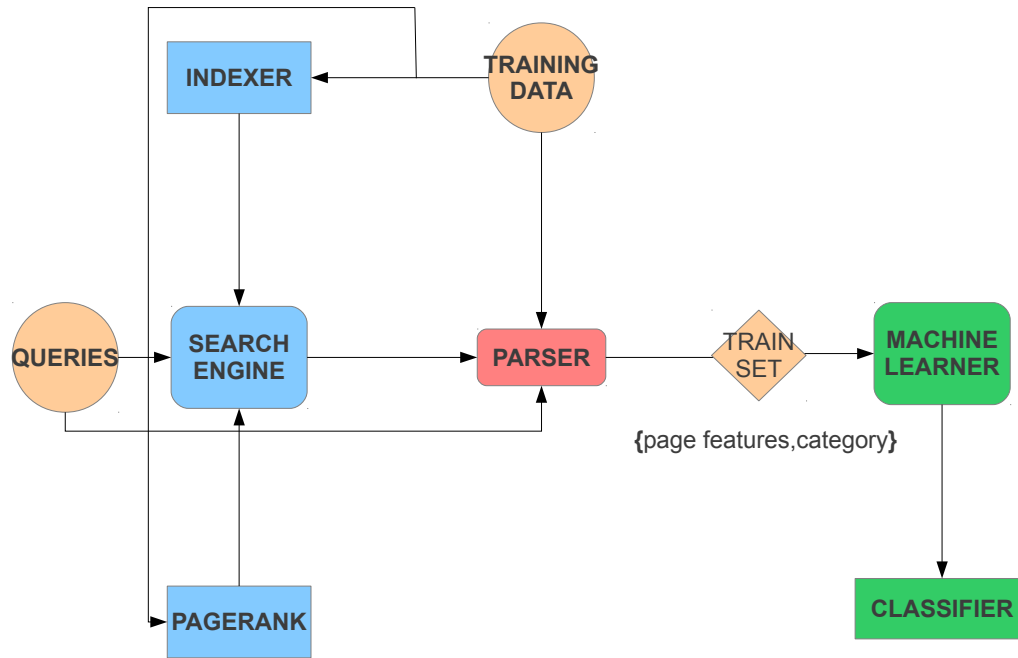 INDEXER
TRAINING
DATA
QUERIES
SEARCH
ENGINE
PARSER
TRAIN
SET
MACHINE
LEARNER
{page features,category}
PAGERANK
CLASSIFIER